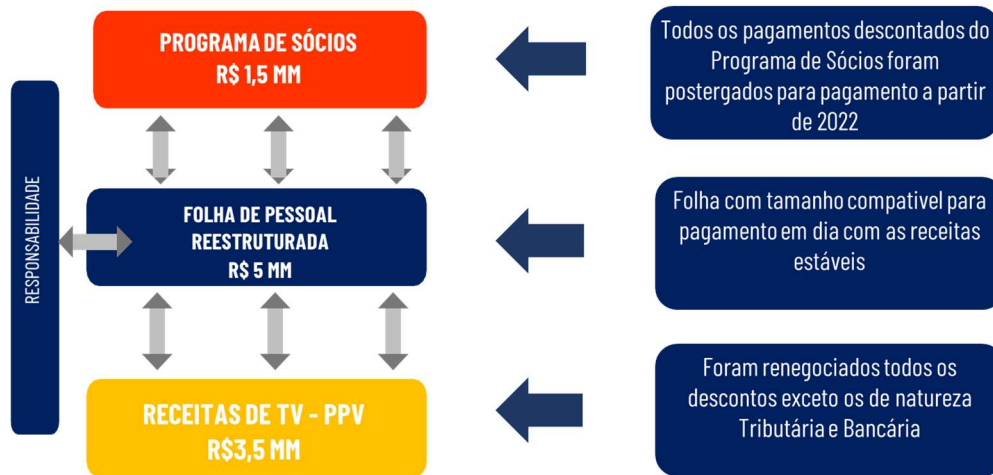 PROGRAMA DE SÓCIOS
R$ 1,5 MM
Todos os pagamentos descontados do
Programa de Sócios foram
postergados para pagamento a partir
de 2022
RESPONSABILIDADE
FOLHA DE PESSOAL
REESTRUTURADA
R$ 5 MM
Folha com tamanho compativel para
pagamento em dia com as receitas
estáveis
RECEITAS DE TV - PPV
R$3,5 MM
Foram renegociados todos os
descontos exceto os de natureza
Tributária e Bancária